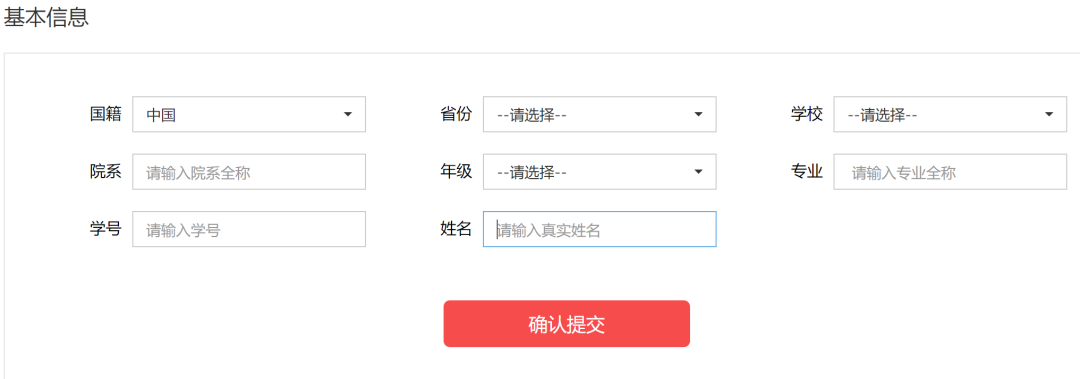 基本信息
国籍 中国 省份 --请选择-- 学校 --请选择--
院系 请输入院系全称 年级 --请选择-- 专业 请输入专业全称
学号 请输入学号 姓名 请输入真实姓名
确认提交